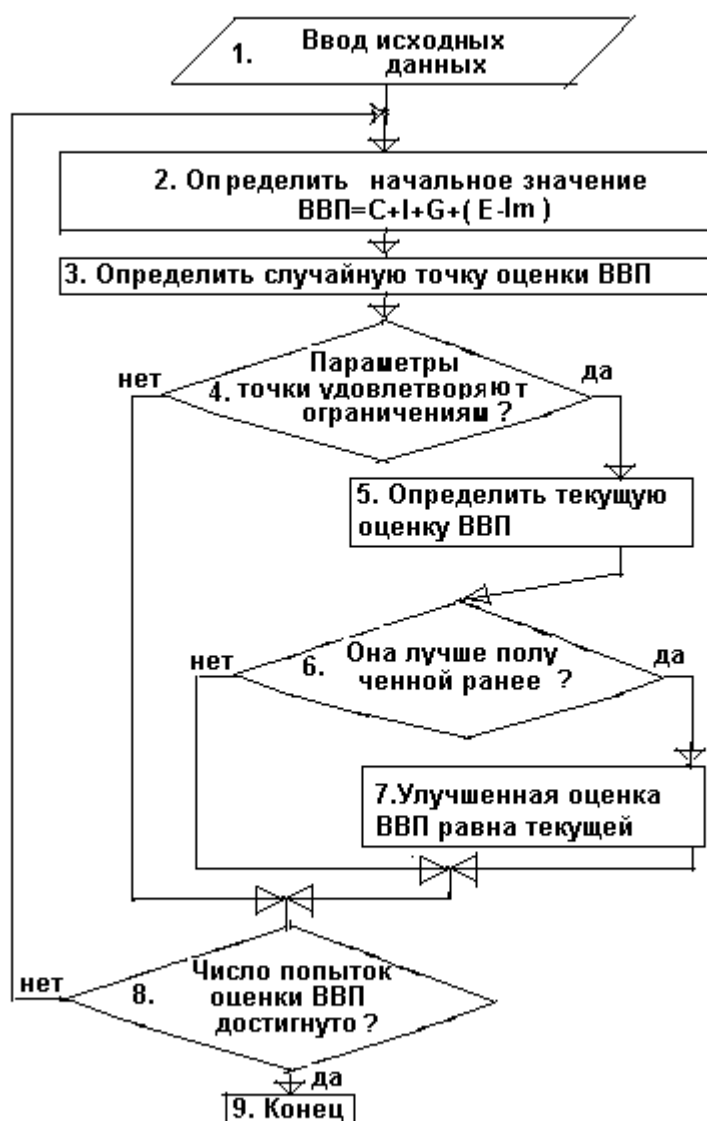 1. Ввод исходных
данных
2. Определить начальное значение
ВВП=C+I+G+( E-Im )
3. Определить случайную точку оценки ВВП
нет
да
Параметры
4. точки удовлетворяют
ограничениям ?
5. Определить текущую
оценку ВВП
нет
да
6. Она лучше полу
ченной ранее ?
7.Улучшенная оценка
ВВП равна текущей
нет
8. Число попыток
оценки ВВП
достигнуто ?
да
9. Конец